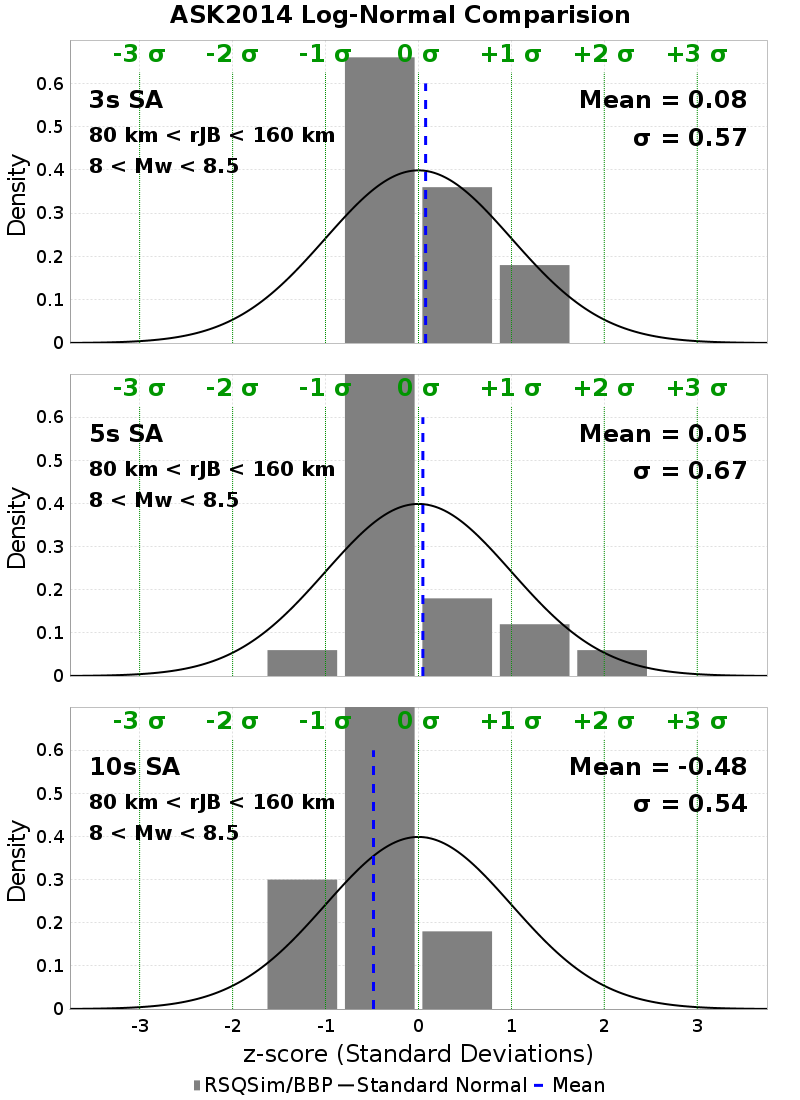 ASK2014 Log-Normal Comparision
-3 σ -2 σ -1 σ 0 σ +1 σ +2 σ +3 σ
3s SA
80 km < rJB < 160 km
8 < Mw < 8.5
Mean = 0.08
σ = 0.57
Density
0.6
0.5
0.4
0.3
0.2
0.1
0
-3 σ -2 σ -1 σ 0 σ +1 σ +2 σ +3 σ
5s SA
80 km < rJB < 160 km
8 < Mw < 8.5
Mean = 0.05
σ = 0.67
Density
0.6
0.5
0.4
0.3
0.2
0.1
0
-3 σ -2 σ -1 σ 0 σ +1 σ +2 σ +3 σ
10s SA
80 km < rJB < 160 km
8 < Mw < 8.5
Mean = -0.48
σ = 0.54
Density
0.6
0.5
0.4
0.3
0.2
0.1
0
-3 -2 -1 0 1 2 3
z-score (Standard Deviations)
RSQSim/BBP Standard Normal Mean